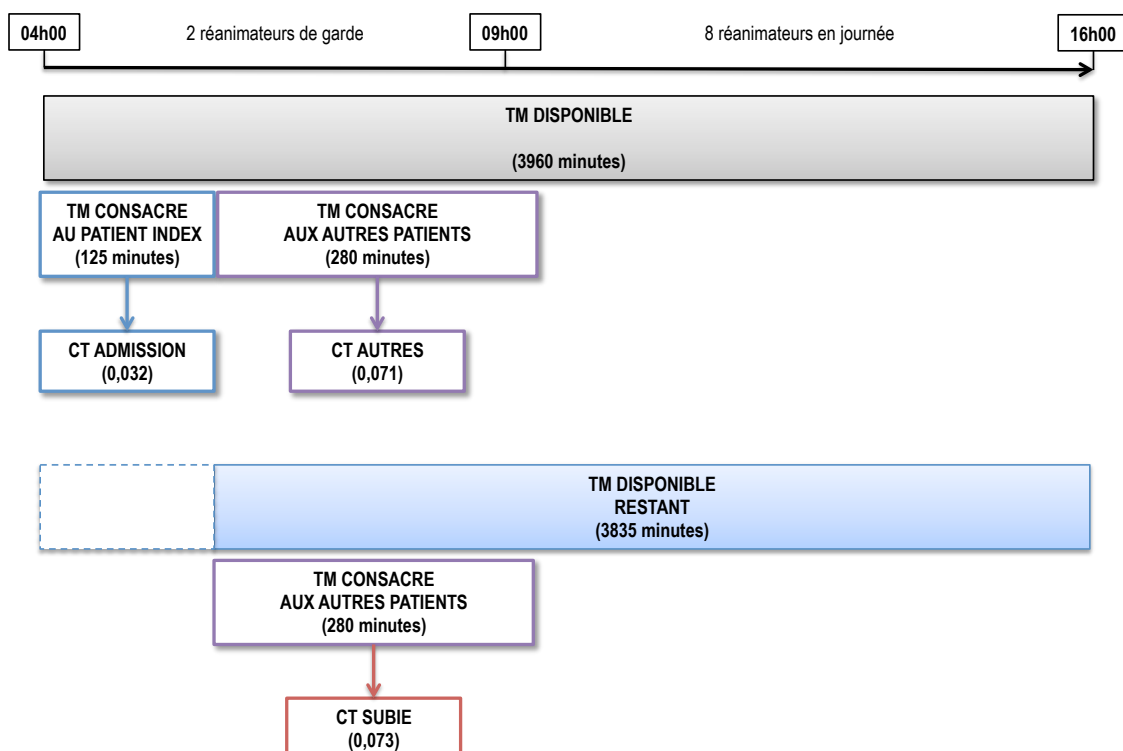 04h00
2 réanimateurs de garde
09h00
8 réanimateurs en journée
16h00
TM DISPONIBLE
(3960 minutes)
TM CONSACRE
AU PATIENT INDEX
(125 minutes)
TM CONSACRE
AUX AUTRES PATIENTS
(280 minutes)
CT ADMISSION
(0,032)
CT AUTRES
(0,071)
TM DISPONIBLE
RESTANT
(3835 minutes)
TM CONSACRE
AUX AUTRES PATIENTS
(280 minutes)
CT SUBIE
(0,073)